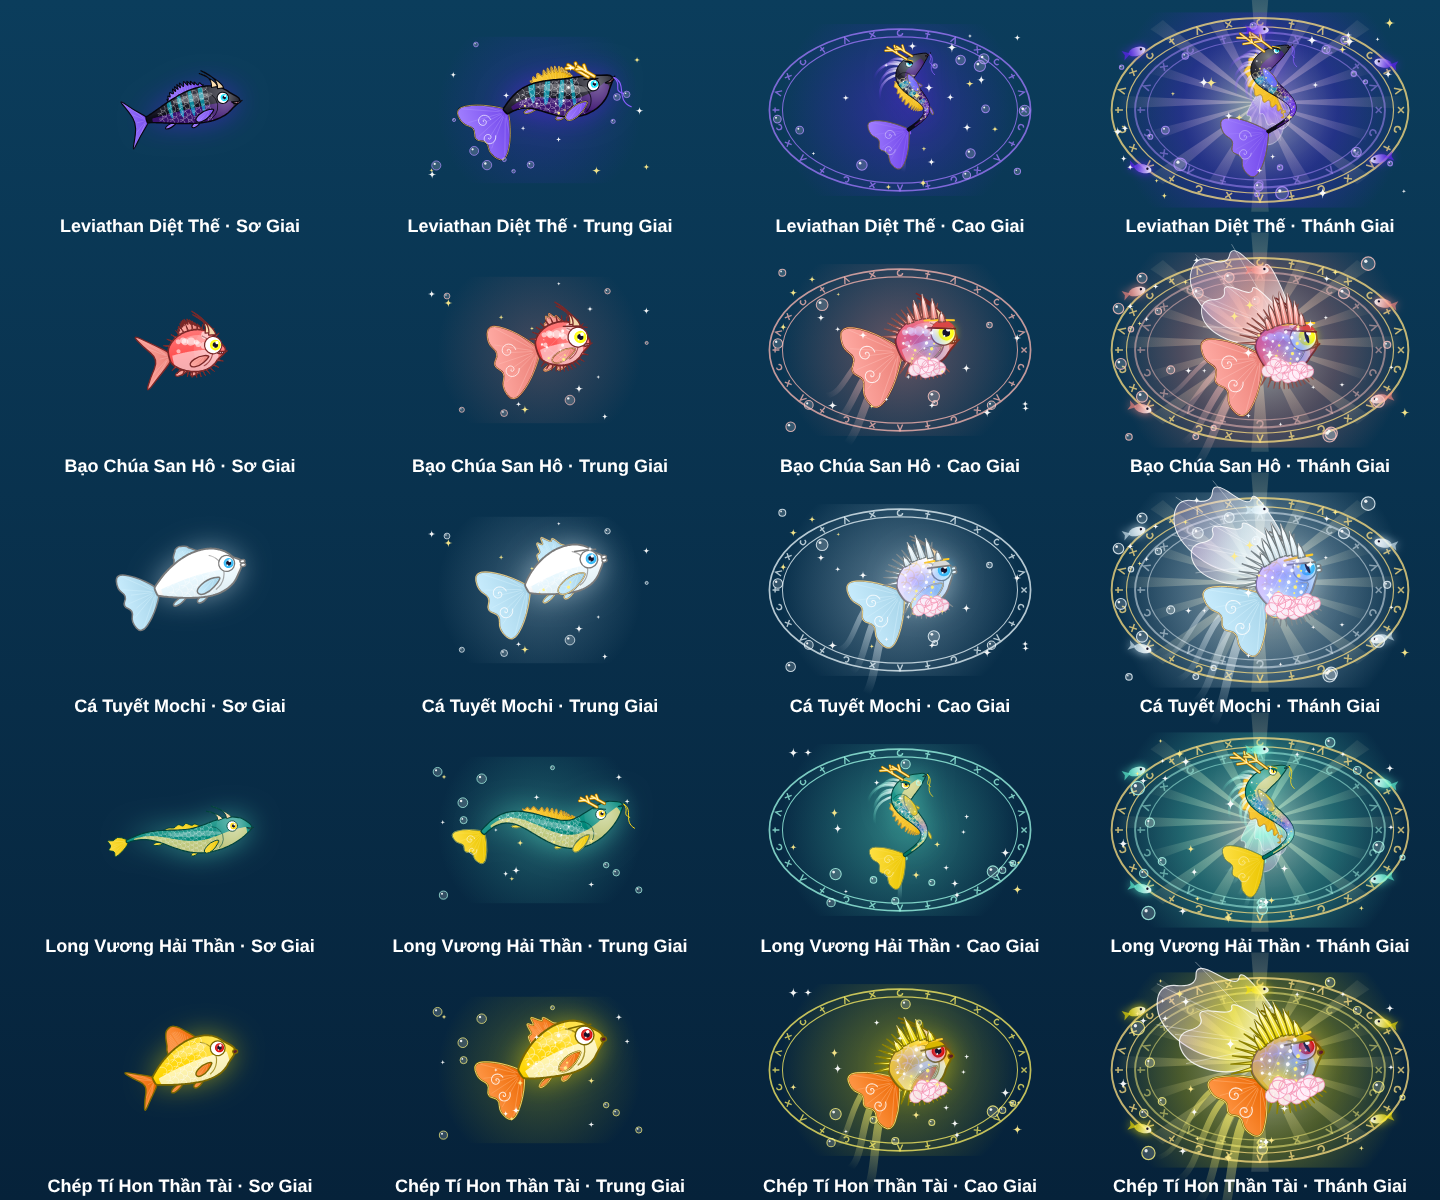 Leviathan Diệt Thế · Sơ Giai
Leviathan Diệt Thế · Trung Giai
Leviathan Diệt Thế · Cao Giai
Leviathan Diệt Thế · Thánh Giai
Bạo Chúa San Hô · Sơ Giai
Bạo Chúa San Hô · Trung Giai
Bạo Chúa San Hô · Cao Giai
Bạo Chúa San Hô · Thánh Giai
Cá Tuyết Mochi · Sơ Giai
Cá Tuyết Mochi · Trung Giai
Cá Tuyết Mochi · Cao Giai
Cá Tuyết Mochi · Thánh Giai
Long Vương Hải Thần · Sơ Giai
Long Vương Hải Thần · Trung Giai
Long Vương Hải Thần · Cao Giai
Long Vương Hải Thần · Thánh Giai
Chép Tí Hon Thần Tài · Sơ Giai
Chép Tí Hon Thần Tài · Trung Giai
Chép Tí Hon Thần Tài · Cao Giai
Chép Tí Hon Thần Tài · Thánh Giai